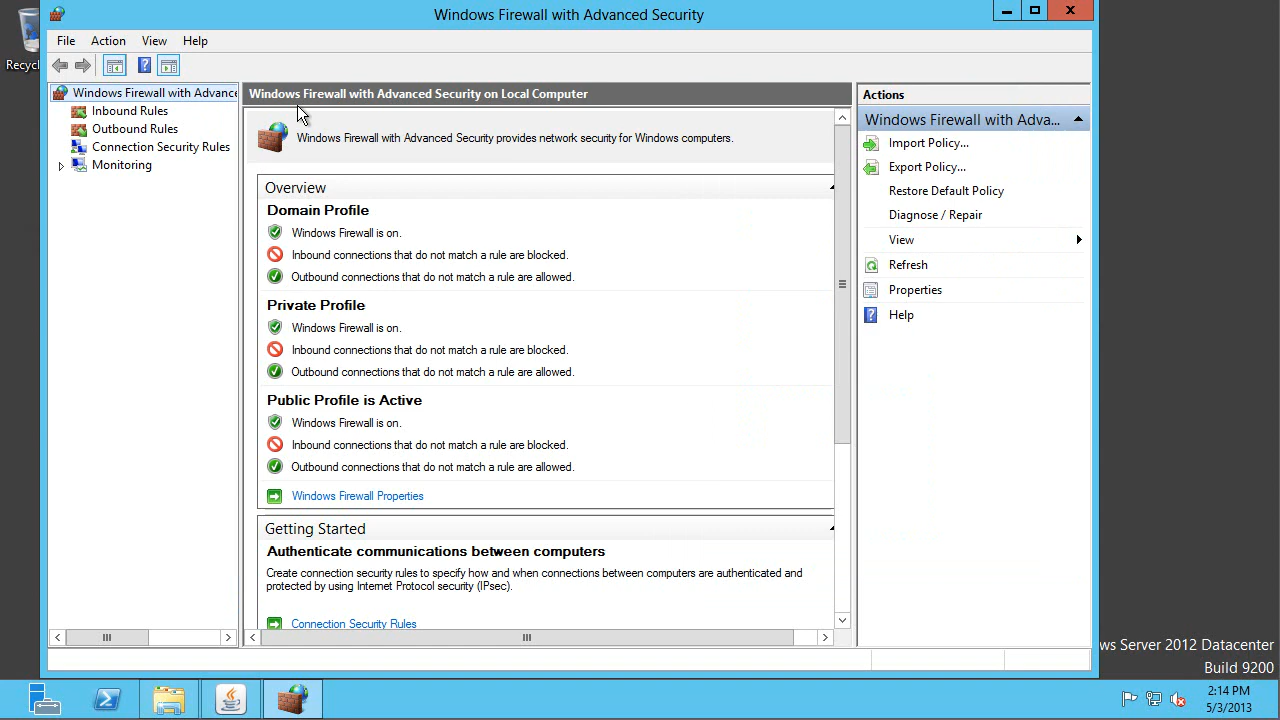 Recycl
Windows Firewall with Advanced Security
File Action View Help
Windows Firewall with Advance
Inbound Rules
Outbound Rules
Connection Security Rules
Monitoring
Windows Firewall with Advanced Security on Local Computer
Windows Firewall with Advanced Security provides network security for Windows computers.
Overview
Domain Profile
Windows Firewall is on.
Inbound connections that do not match a rule are blocked.
Outbound connections that do not match a rule are allowed.
Private Profile
Windows Firewall is on.
Inbound connections that do not match a rule are blocked.
Outbound connections that do not match a rule are allowed.
Public Profile is Active
Windows Firewall is on.
Inbound connections that do not match a rule are blocked.
Outbound connections that do not match a rule are allowed.
Windows Firewall Properties
Getting Started
Authenticate communications between computers
Create connection security rules to specify how and when connections between computers are authenticated and
protected by using Internet Protocol security (IPsec).
Connection Security Rules
Actions
Windows Firewall with Adva...
Import Policy...
Export Policy...
Restore Default Policy
Diagnose / Repair
View
Refresh
Properties
Help
ws Server 2012 Datacenter
Build 9200
2:14 PM
5/3/2013